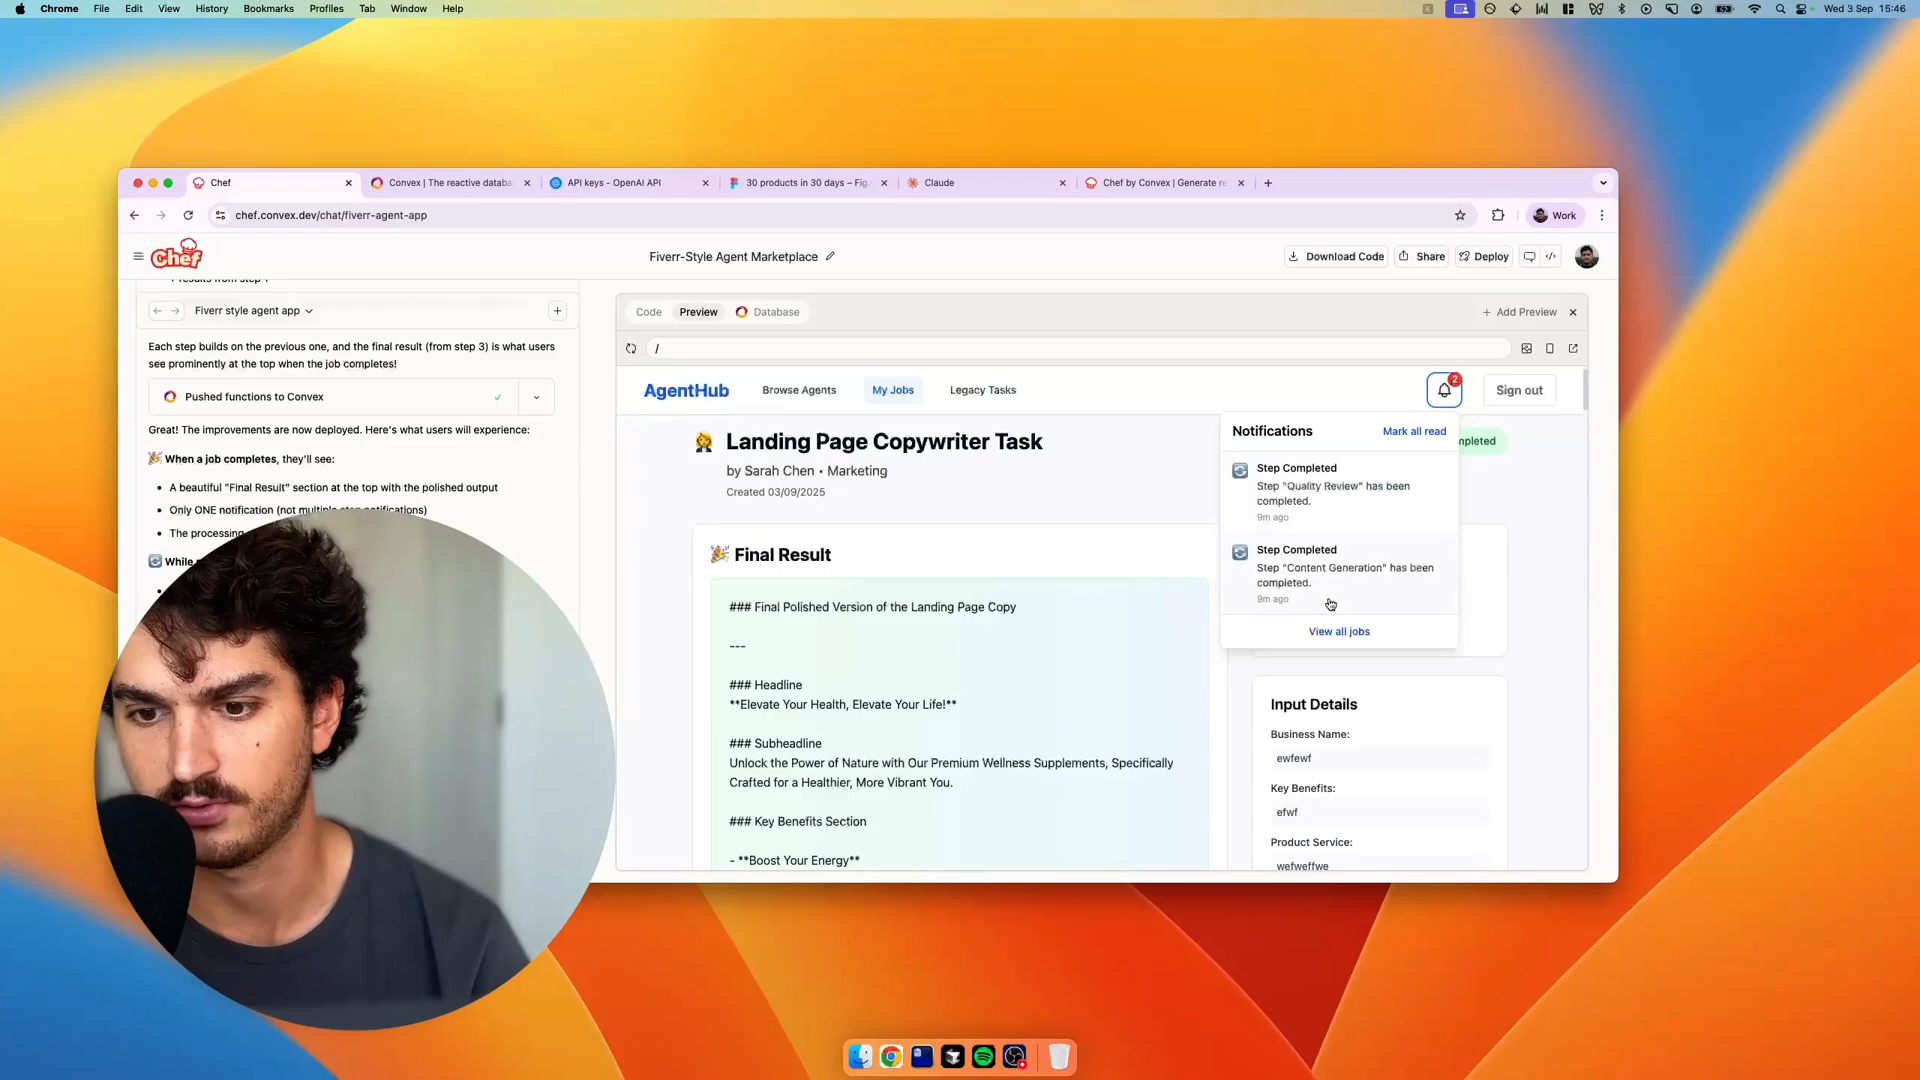 Chrome File Edit View History Bookmarks Profiles Tab Window Help
Wed 3 Sep 15:46
Chef
Convex | The reactive databa
API keys - OpenAI API
30 products in 30 days – Fig
Claude
Chef by Convex | Generate re
chef.convex.dev/chat/fiverr-agent-app
Work
Chef
Fiverr-Style Agent Marketplace
Download Code
Share
Deploy
Fiverr style agent app
Each step builds on the previous one, and the final result (from step 3) is what users
see prominently at the top when the job completes!
Pushed functions to Convex
Great! The improvements are now deployed. Here's what users will experience:
When a job completes, they'll see:
• A beautiful "Final Result" section at the top with the polished output
• Only ONE notification (not multiple step notifications)
• The processing
While
Code
Preview
Database
+ Add Preview
/
AgentHub
Browse Agents
My Jobs
Legacy Tasks
2
Sign out
Landing Page Copywriter Task
by Sarah Chen • Marketing
Created 03/09/2025
mpleted
Notifications
Mark all read
Step Completed
Step "Quality Review" has been
completed.
9m ago
Step Completed
Step "Content Generation" has been
completed.
9m ago
View all jobs
Final Result
### Final Polished Version of the Landing Page Copy
---
### Headline
**Elevate Your Health, Elevate Your Life!**
### Subheadline
Unlock the Power of Nature with Our Premium Wellness Supplements, Specifically
Crafted for a Healthier, More Vibrant You.
### Key Benefits Section
- **Boost Your Energy**
Input Details
Business Name:
ewfewf
Key Benefits:
efwf
Product Service:
wefweffwe